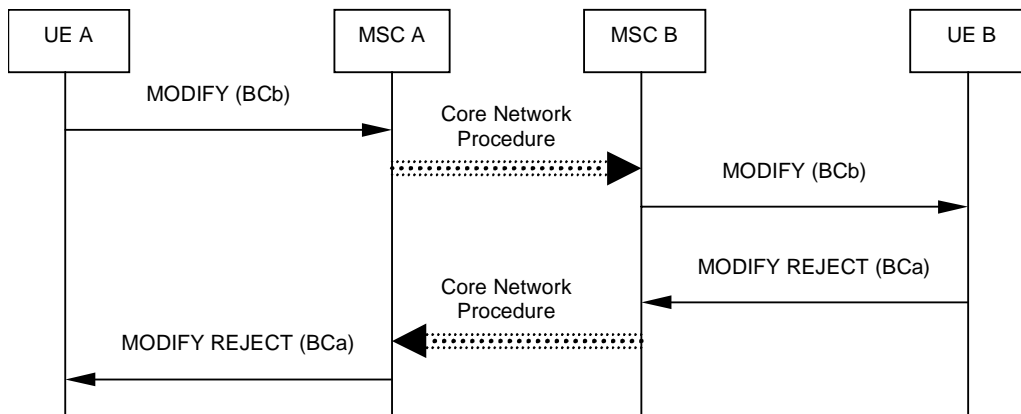 UE A
MSC A
MSC B
UE B
MODIFY (BCb)
Core Network
Procedure
MODIFY (BCb)
MODIFY REJECT (BCa)
Core Network
Procedure
MODIFY REJECT (BCa)